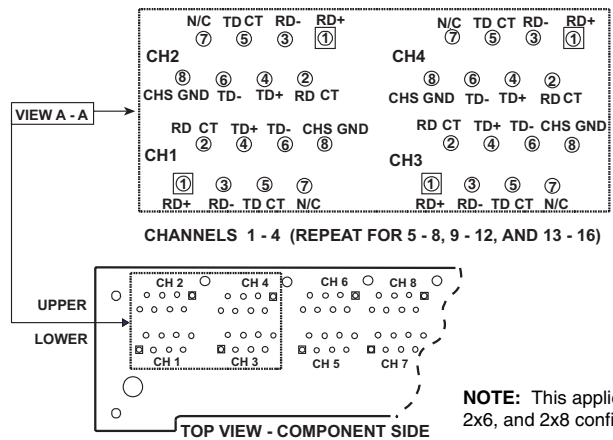 N/C TD CT RD- RD+ N/C TD CT RD- RD+
7 5 3 1 7 5 3 1
CH2 CH4
8 6 4 2 8 6 4 2
CHS GND TD- TD+ RD CT CHS GND TD- TD+ RD CT
VIEW A - A
RD CT TD+ TD- CHS GND RD CT TD+ TD- CHS GND
2 4 6 8 2 4 6 8
CH1 CH3
1 3 5 7 1 3 5 7
RD+ RD- TD CT N/C RD+ RD- TD CT N/C
CHANNELS 1 - 4 (REPEAT FOR 5 - 8, 9 - 12, AND 13 - 16)
CH 2 CH 4 CH 6 CH 8
UPPER
LOWER
CH 1 CH 3 CH 5 CH 7
NOTE: This applie
2x6, and 2x8 confi
TOP VIEW - COMPONENT SIDE